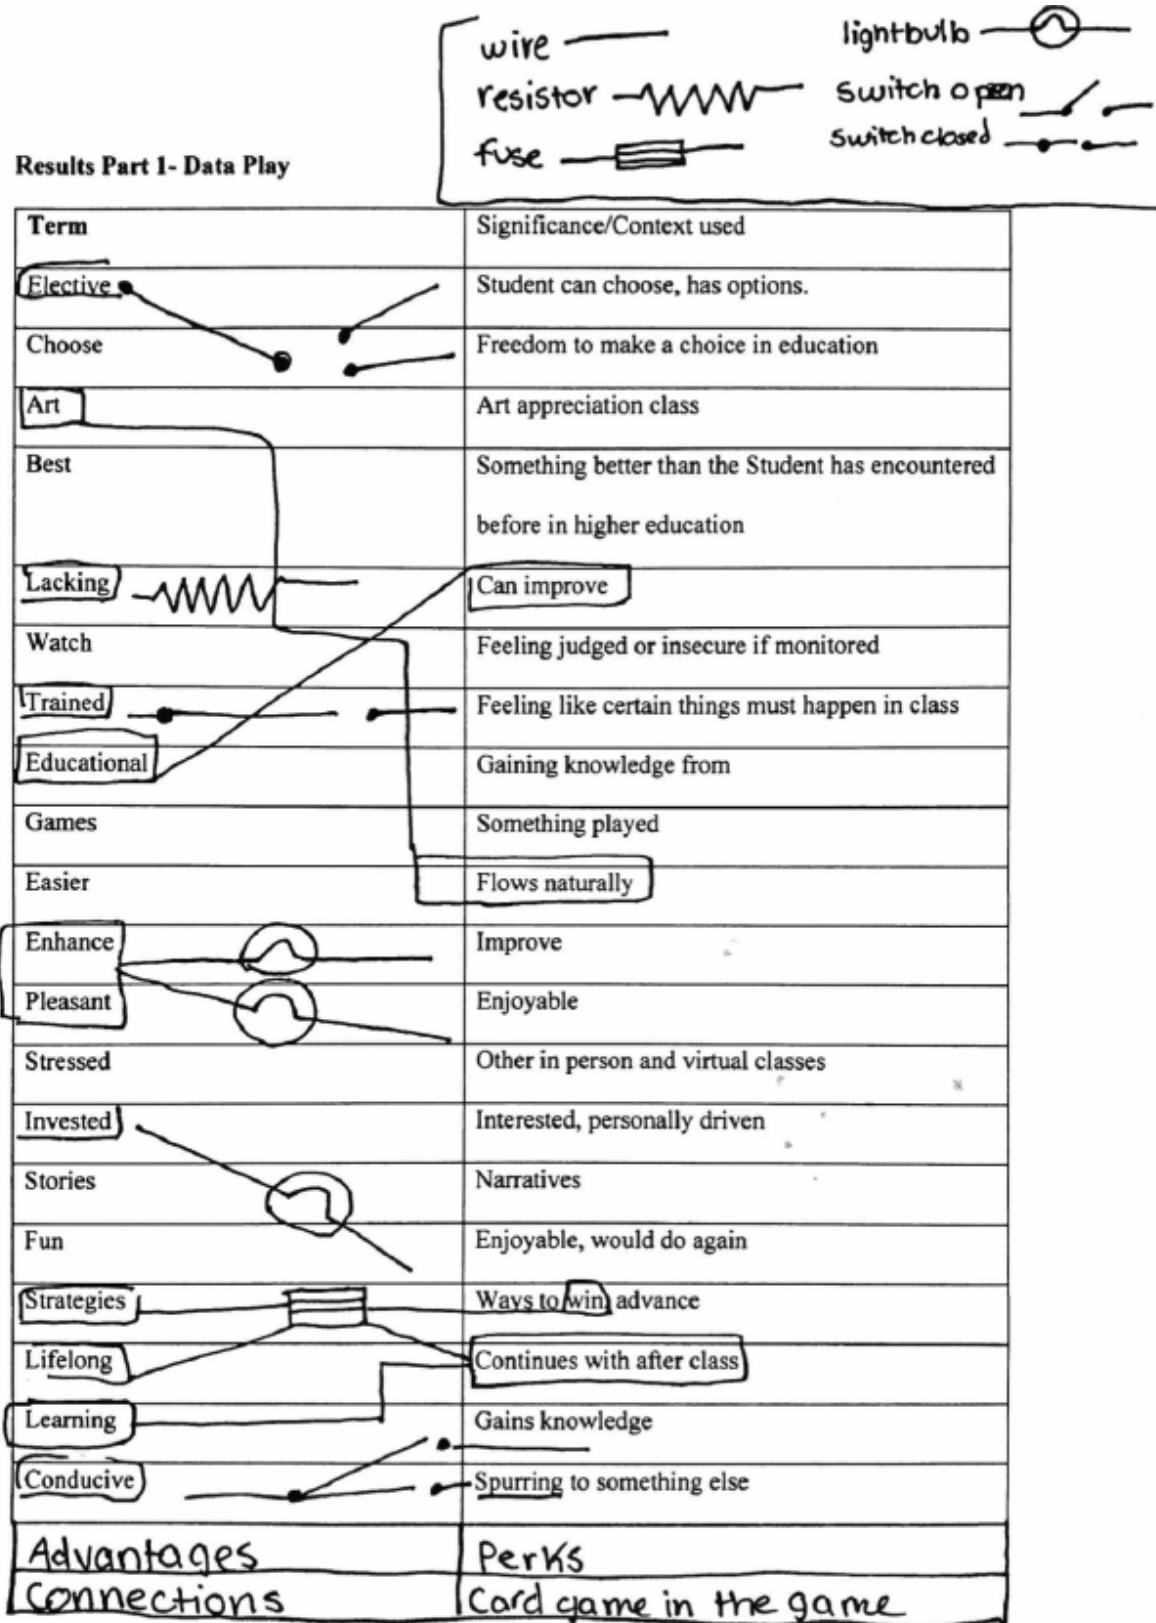 wire
lightbulb
resistor
switch open
fuse
switch closed
Results Part 1- Data Play
Term Significance/Context used
Elective Student can choose, has options.
Choose Freedom to make a choice in education
Art Art appreciation class
Best Something better than the Student has encountered
before in higher education
Lacking Can improve
Watch Feeling judged or insecure if monitored
Trained Feeling like certain things must happen in class
Educational Gaining knowledge from
Games Something played
Easier Flows naturally
Enhance Improve
Pleasant Enjoyable
Stressed Other in person and virtual classes
Invested Interested, personally driven
Stories Narratives
Fun Enjoyable, would do again
Strategies Ways to win, advance
Lifelong Continues with after class
Learning Gains knowledge
Conducive Spurring to something else
Advantages Perks
Connections Card game in the game